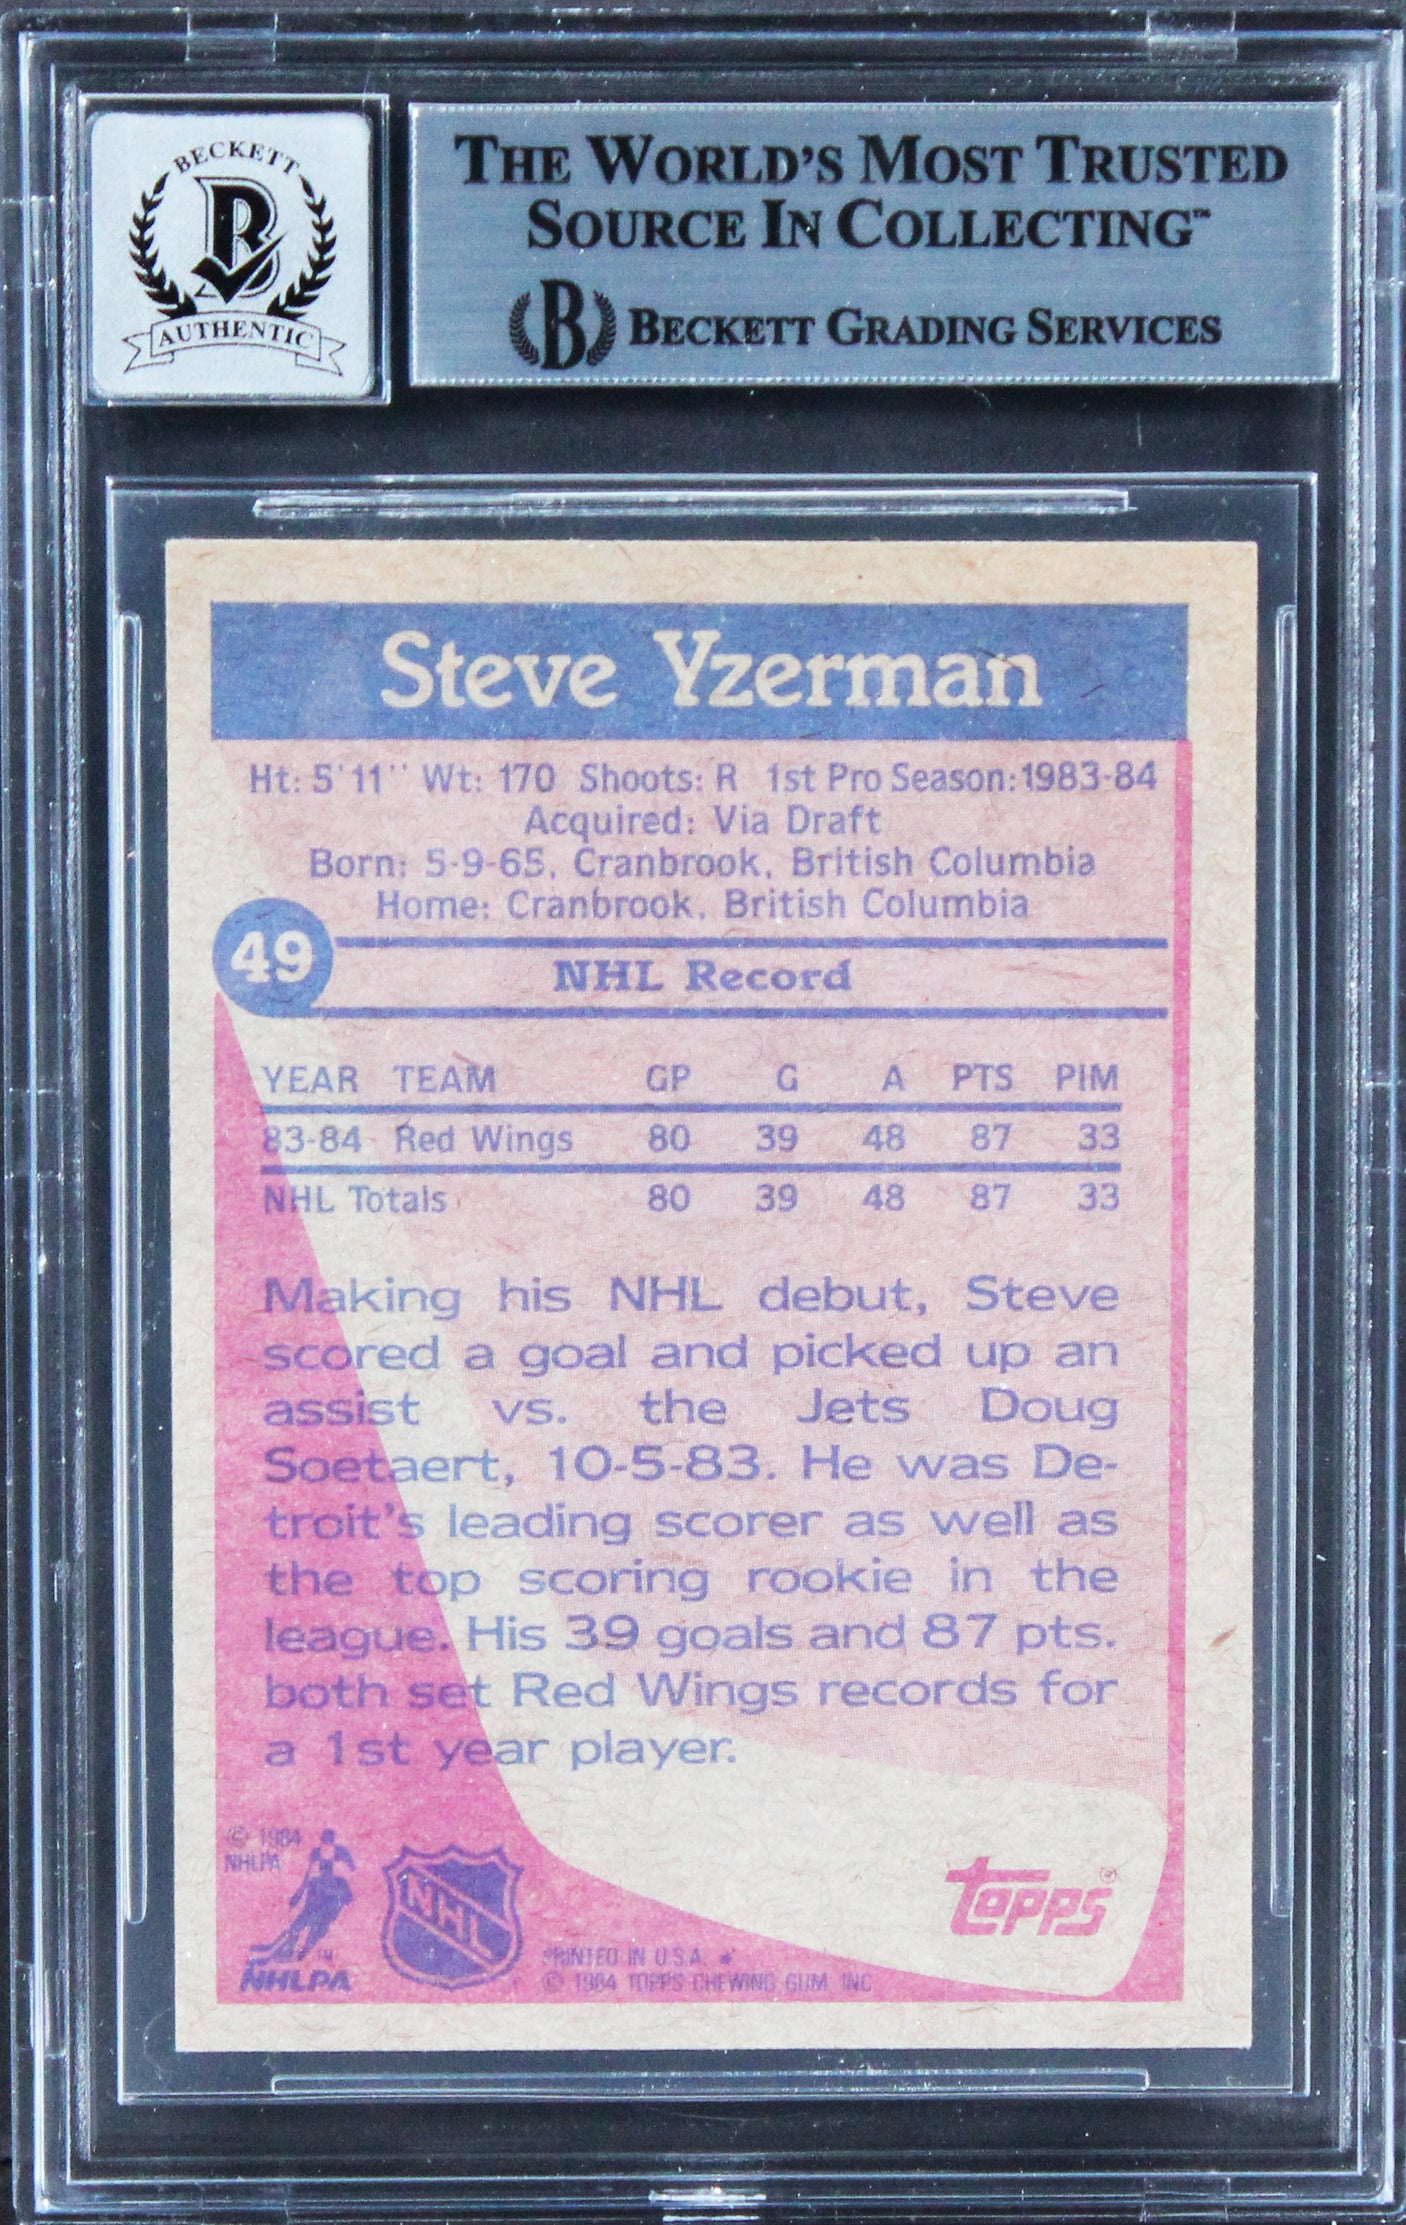 BECKETT
B
AUTHENTIC
THE WORLD'S MOST TRUSTED
SOURCE IN COLLECTING™
B BECKETT GRADING SERVICES
Steve Yzerman
Ht: 5'11'' Wt: 170 Shoots: R 1st Pro Season: 1983-84
Acquired: Via Draft
Born: 5-9-65, Cranbrook, British Columbia
Home: Cranbrook, British Columbia
49
NHL Record
YEAR TEAM GP G A PTS PIM
83-84 Red Wings 80 39 48 87 33
NHL Totals 80 39 48 87 33
Making his NHL debut, Steve
scored a goal and picked up an
assist vs. the Jets Doug
Soetaert, 10-5-83. He was De-
troit's leading scorer as well as
the top scoring rookie in the
league. His 39 goals and 87 pts.
both set Red Wings records for
a 1st year player.
© 1984
NHLPA
NHLPA
NHL
PRINTED IN U.S.A. *
© 1984 TOPPS CHEWING GUM, INC
topps®